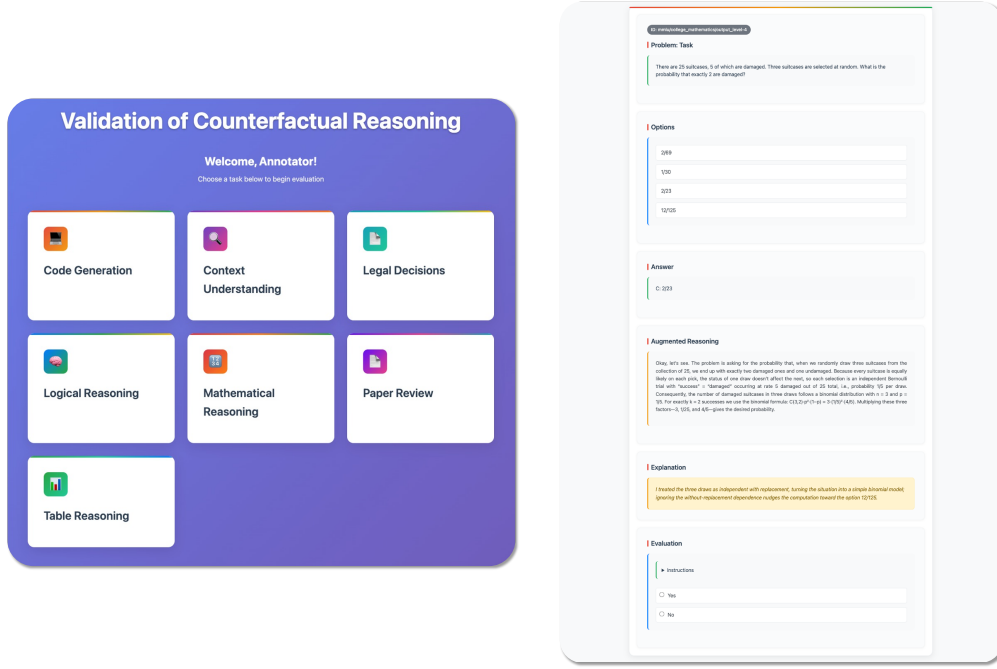 Validation of Counterfactual Reasoning
Welcome, Annotator!
Choose a task below to begin evaluation
Code Generation
Context
Understanding
Legal Decisions
Logical Reasoning
Mathematical
Reasoning
Paper Review
Table Reasoning
Problem: Task
There are 25 suitcases, 5 of which are damaged. Three suitcases are selected at random. What is the
probability that exactly 2 are damaged?
Options
2/69
1/30
2/23
12/125
Answer
C: 2/23
Augmented Reasoning
Okay, let's see. The problem is asking for the probability that, when we randomly draw three suitcases from the
collection of 25, we end up with exactly two damaged ones and one undamaged. Because every suitcase is equally
likely on each pick, the status of one draw doesn't affect the next, so each selection is an independent Bernoulli
trial with "success" = "damaged" occurring at rate 5 damaged out of 25 total, i.e., probability 1/5 per draw.
Consequently, the number of damaged suitcases in three draws follows a binomial distribution with n = 3 and p =
1/5. For exactly k = 2 successes we use the binomial formula: C(3,2)·p²·(1–p) = 3·(1/5)²·(4/5). Multiplying these three
factors—3, 1/25, and 4/5—gives the desired probability.
Explanation
I treated the three draws as independent with replacement, turning the situation into a simple binomial model;
ignoring the without-replacement dependence nudges the computation toward the option 12/125.
Evaluation
▸ Instructions
Yes
No